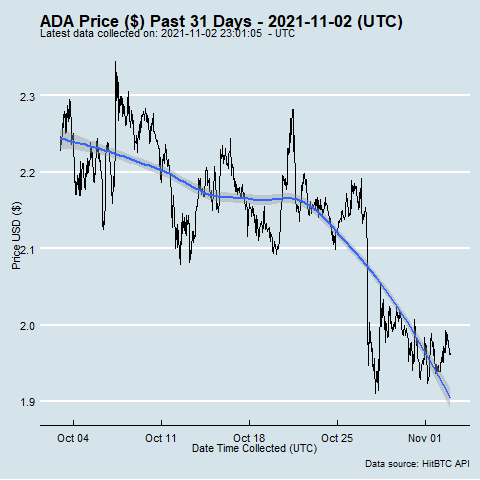 ADA Price ($) Past 31 Days - 2021-11-02 (UTC)
Latest data collected on: 2021-11-02 23:01:05 - UTC
Price USD ($)
2.3
2.2
2.1
2.0
1.9
Oct 04
Oct 11
Oct 18
Oct 25
Nov 01
Date Time Collected (UTC)
Data source: HitBTC API